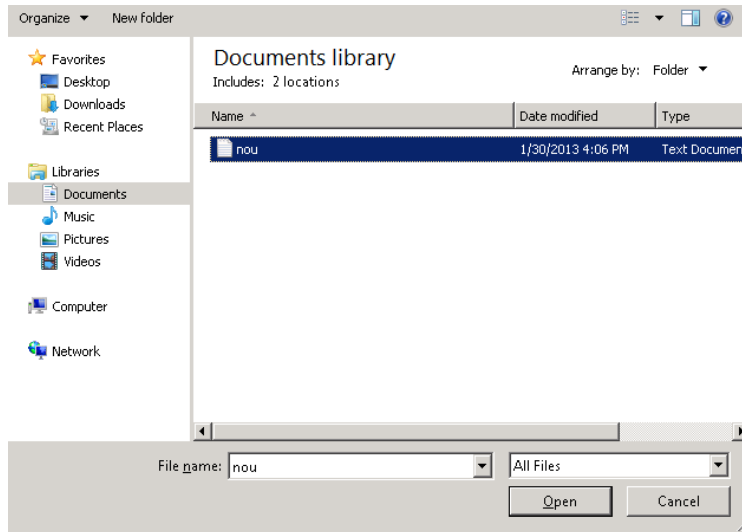 Organize New folder
Favorites
Desktop
Downloads
Recent Places
Libraries
Documents
Music
Pictures
Videos
Computer
Network
Documents library
Includes: 2 locations
Arrange by: Folder
Name Date modified Type
nou 1/30/2013 4:06 PM Text Documen
File name: nou All Files
Open Cancel